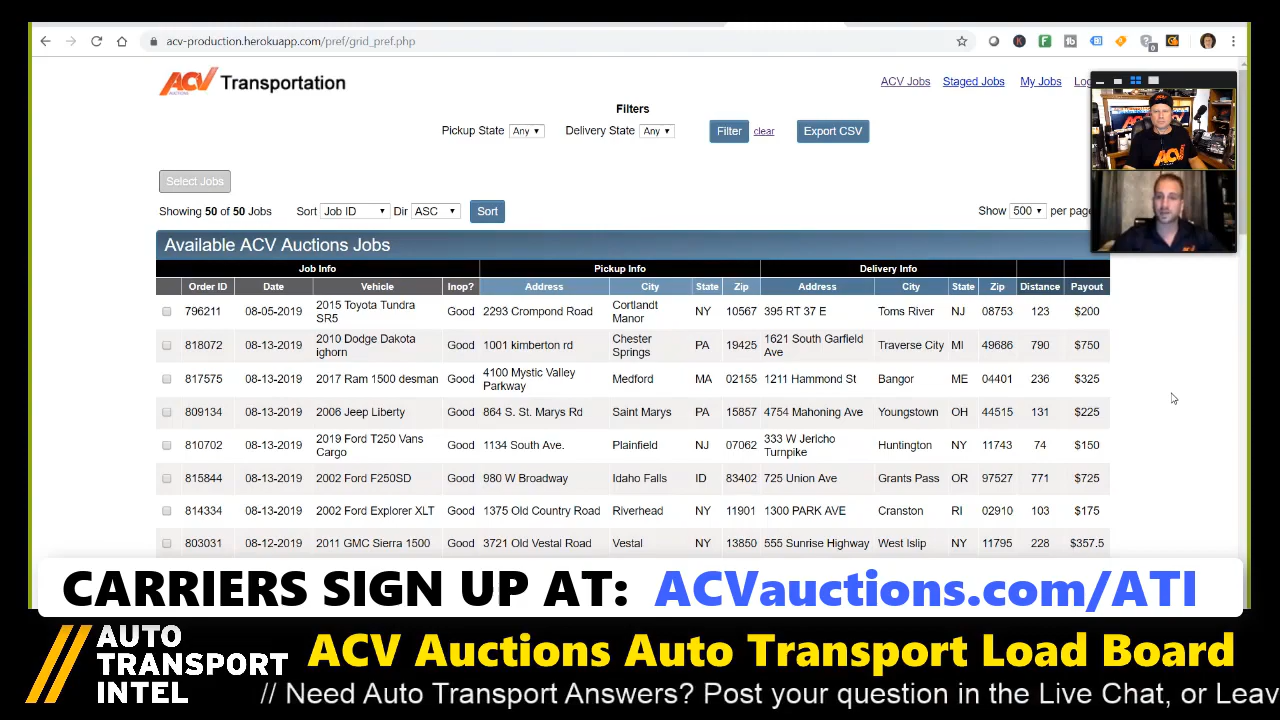 acv-production.herokuapp.com/pref/grid_pref.php
ACV Transportation
AUCTIONS
ACV Jobs Staged Jobs My Jobs Log
Filters
Pickup State Any Delivery State Any Filter clear Export CSV
Select Jobs
Showing 50 of 50 Jobs Sort Job ID Dir ASC Sort Show 500 per page
Available ACV Auctions Jobs
Job Info Pickup Info Delivery Info
Order ID Date Vehicle Inop? Address City State Zip Address City State Zip Distance Payout
796211 08-05-2019 2015 Toyota Tundra SR5 Good 2293 Crompond Road Cortlandt Manor NY 10567 395 RT 37 E Toms River NJ 08753 123 $200
818072 08-13-2019 2010 Dodge Dakota ighorn Good 1001 kimberton rd Chester Springs PA 19425 1621 South Garfield Ave Traverse City MI 49686 790 $750
817575 08-13-2019 2017 Ram 1500 desman Good 4100 Mystic Valley Parkway Medford MA 02155 1211 Hammond St Bangor ME 04401 236 $325
809134 08-13-2019 2006 Jeep Liberty Good 864 S. St. Marys Rd Saint Marys PA 15857 4754 Mahoning Ave Youngstown OH 44515 131 $225
810702 08-13-2019 2019 Ford T250 Vans Cargo Good 1134 South Ave. Plainfield NJ 07062 333 W Jericho Turnpike Huntington NY 11743 74 $150
815844 08-13-2019 2002 Ford F250SD Good 980 W Broadway Idaho Falls ID 83402 725 Union Ave Grants Pass OR 97527 771 $725
814334 08-13-2019 2002 Ford Explorer XLT Good 1375 Old Country Road Riverhead NY 11901 1300 PARK AVE Cranston RI 02910 103 $175
803031 08-12-2019 2011 GMC Sierra 1500 Good 3721 Old Vestal Road Vestal NY 13850 555 Sunrise Highway West Islip NY 11795 228 $357.5
CARRIERS SIGN UP AT: ACVauctions.com/ATI
AUTO TRANSPORT INTEL
ACV Auctions Auto Transport Load Board
// Need Auto Transport Answers? Post your question in the Live Chat, or Leav